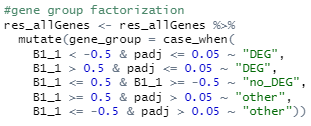 #gene group factorization
res_allGenes <- res_allGenes %>%
  mutate(gene_group = case_when(
    B1_1 < -0.5 & padj <= 0.05 ~ "DEG",
    B1_1 > 0.5 & padj <= 0.05 ~ "DEG",
    B1_1 <= 0.5 & B1_1 >= -0.5 ~ "no_DEG",
    B1_1 >= 0.5 & padj > 0.05 ~ "other",
    B1_1 <= -0.5 & padj > 0.05 ~ "other"))